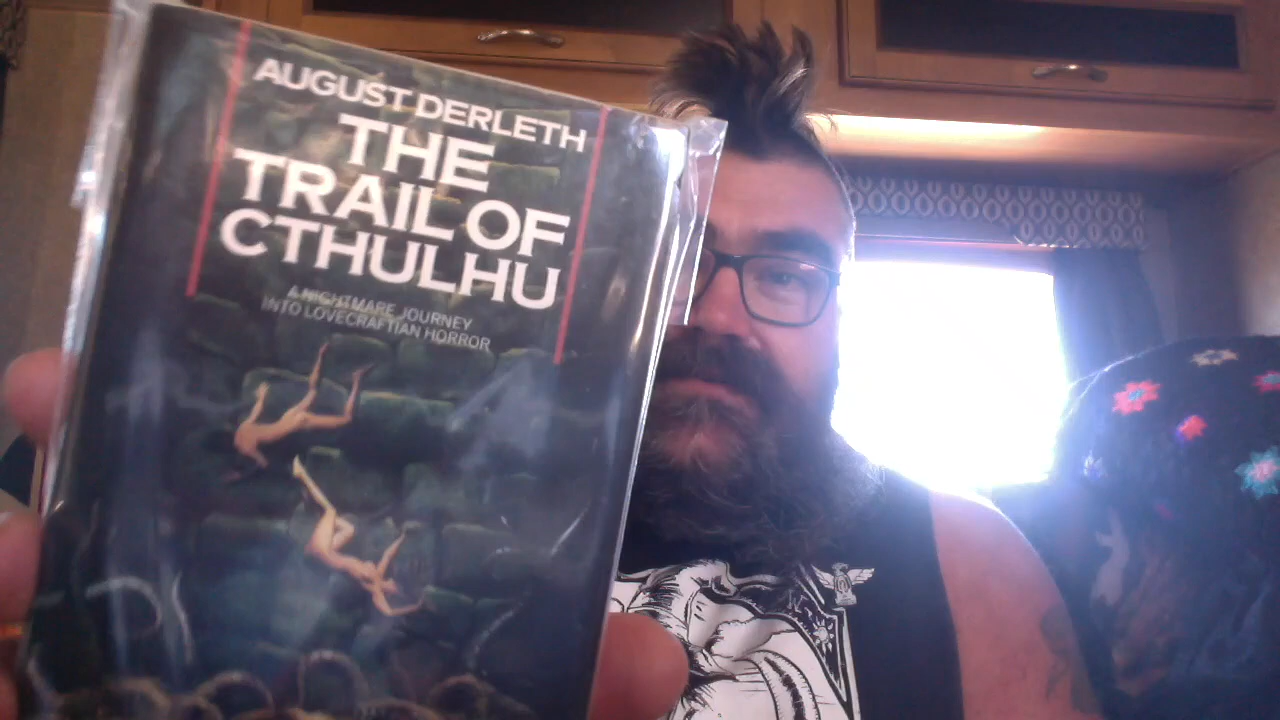 AUGUST DERLETH
THE
TRAIL OF
CTHULHU
A NIGHTMARE JOURNEY
INTO LOVECRAFTIAN HORROR